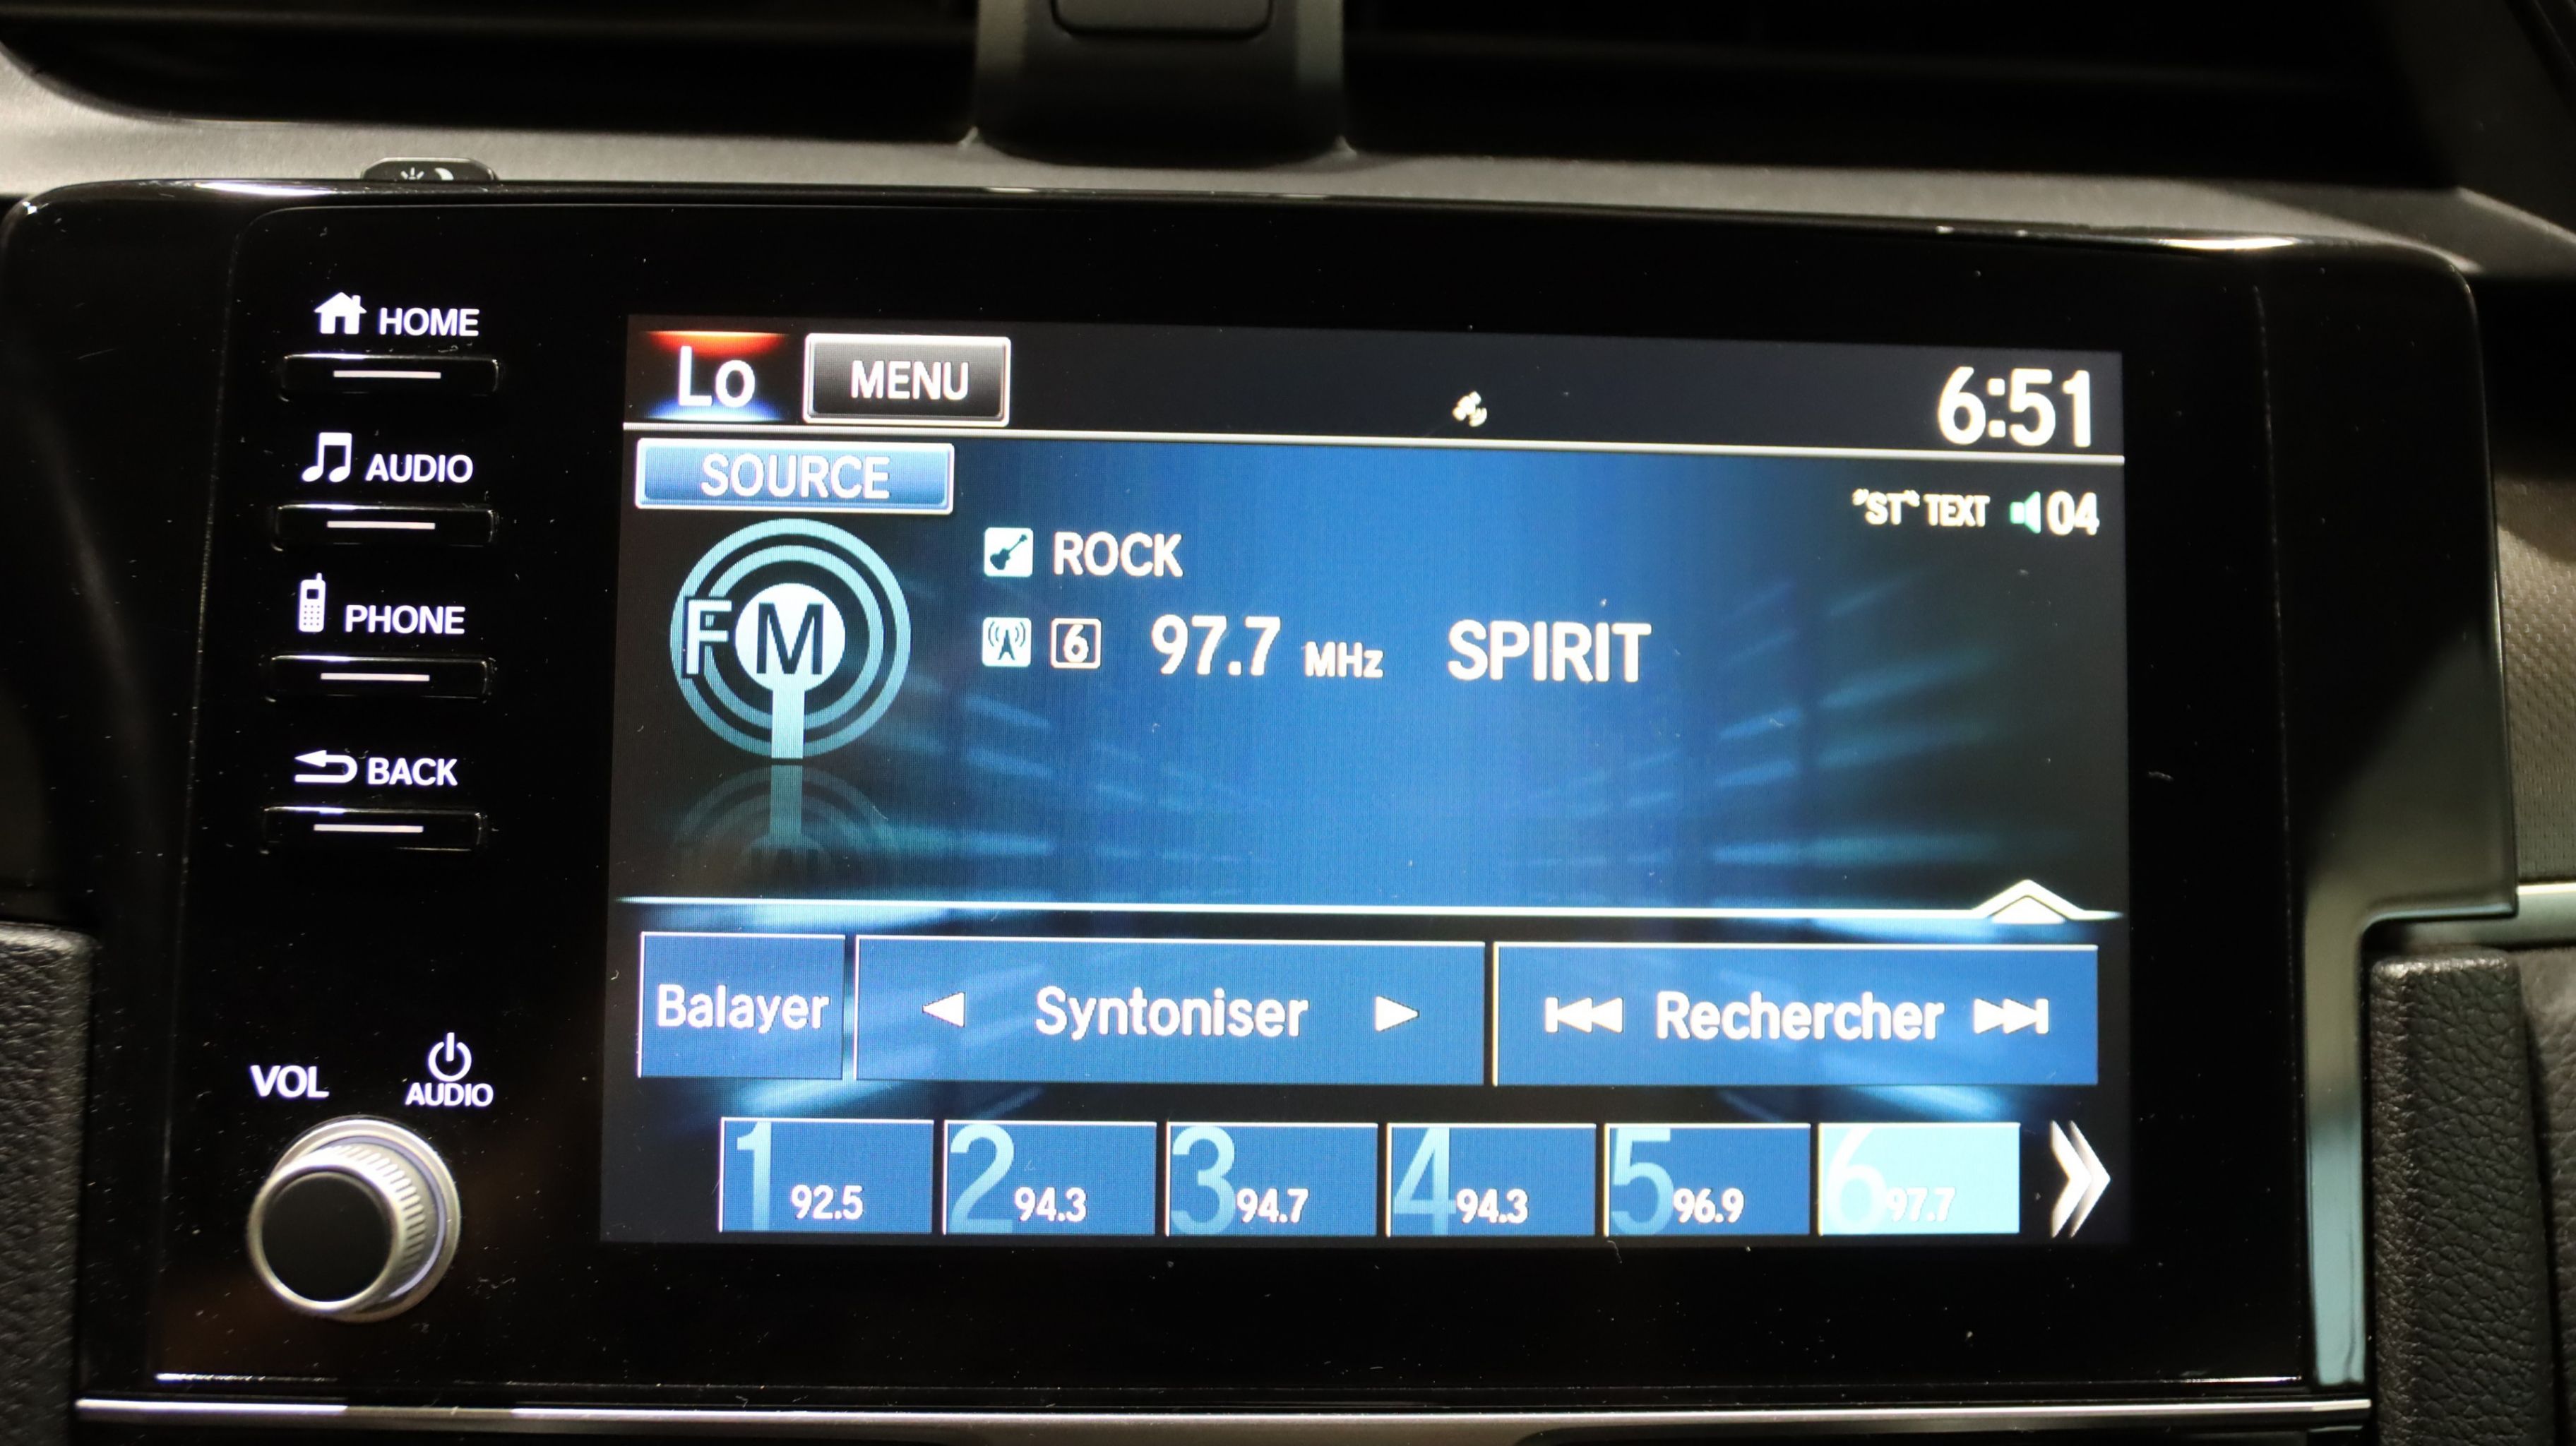 HOME
AUDIO
PHONE
BACK
VOL
AUDIO
Lo MENU 6:51
SOURCE
"ST" TEXT 04
FM
ROCK
6 97.7 MHz SPIRIT
Balayer Syntoniser Rechercher
1 92.5 2 94.3 3 94.7 4 94.3 5 96.9 6 97.7